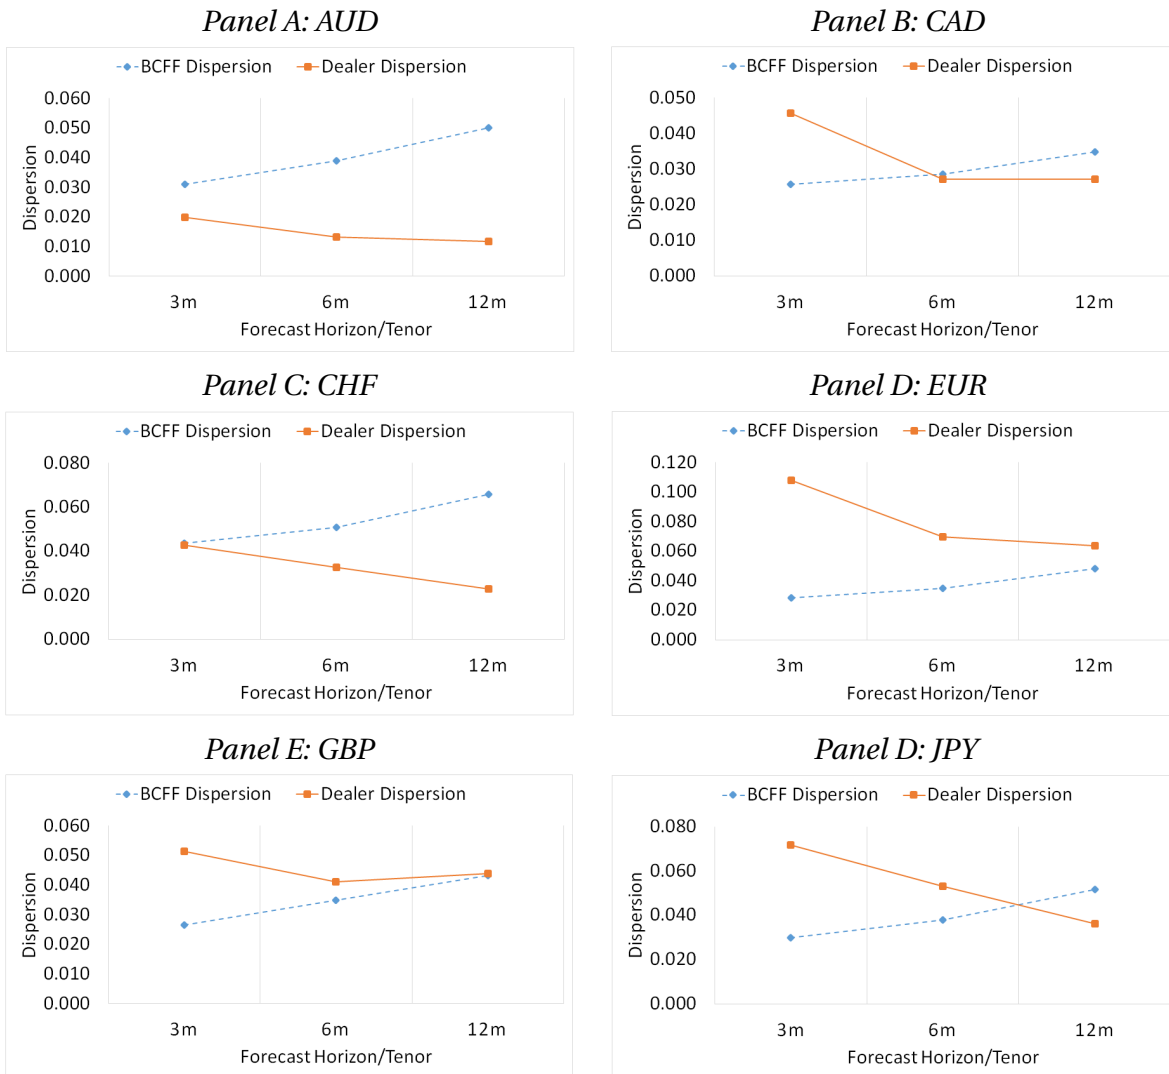 Panel A: AUD
BCFF Dispersion Dealer Dispersion
0.060
0.050
0.040
0.030
0.020
0.010
0.000
Dispersion
3m 6m 12m
Forecast Horizon/Tenor
Panel B: CAD
BCFF Dispersion Dealer Dispersion
0.050
0.040
0.030
0.020
0.010
0.000
Dispersion
3m 6m 12m
Forecast Horizon/Tenor
Panel C: CHF
BCFF Dispersion Dealer Dispersion
0.080
0.060
0.040
0.020
0.000
Dispersion
3m 6m 12m
Forecast Horizon/Tenor
Panel D: EUR
BCFF Dispersion Dealer Dispersion
0.120
0.100
0.080
0.060
0.040
0.020
0.000
Dispersion
3m 6m 12m
Forecast Horizon/Tenor
Panel E: GBP
BCFF Dispersion Dealer Dispersion
0.060
0.050
0.040
0.030
0.020
0.010
0.000
Dispersion
3m 6m 12m
Forecast Horizon/Tenor
Panel D: JPY
BCFF Dispersion Dealer Dispersion
0.080
0.060
0.040
0.020
0.000
Dispersion
3m 6m 12m
Forecast Horizon/Tenor